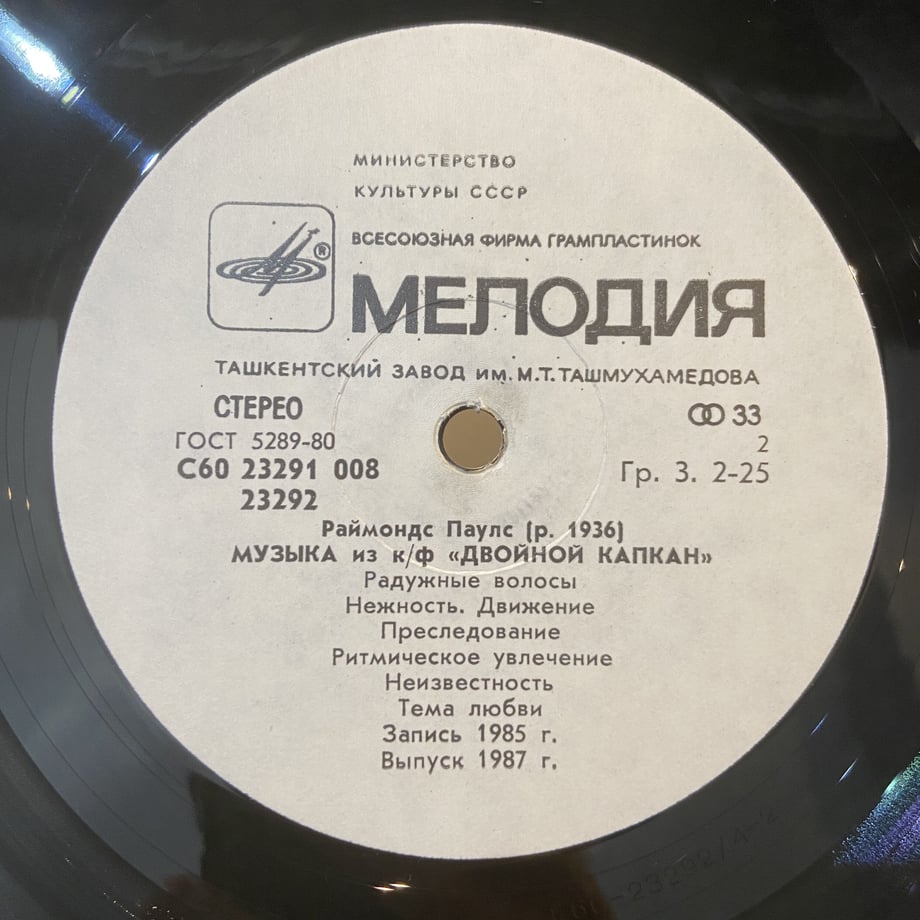 МИНИСТЕРСТВО
КУЛЬТУРЫ СССР
ВСЕСОЮЗНАЯ ФИРМА ГРАМПЛАСТИНОК
®
МЕЛОДИЯ
ТАШКЕНТСКИЙ ЗАВОД ИМ. М.Т. ТАШМУХАМЕДОВА
СТЕРЕО
33
ГОСТ 5289-80
2
С60 23291 008
Гр. 3. 2-25
23292
Раймондс Паулс (р. 1936)
МУЗЫКА из к/ф «ДВОЙНОЙ КАПКАН»
Радужные волосы
Нежность. Движение
Преследование
Ритмическое увлечение
Неизвестность
Тема любви
Запись 1985 г.
Выпуск 1987 г.